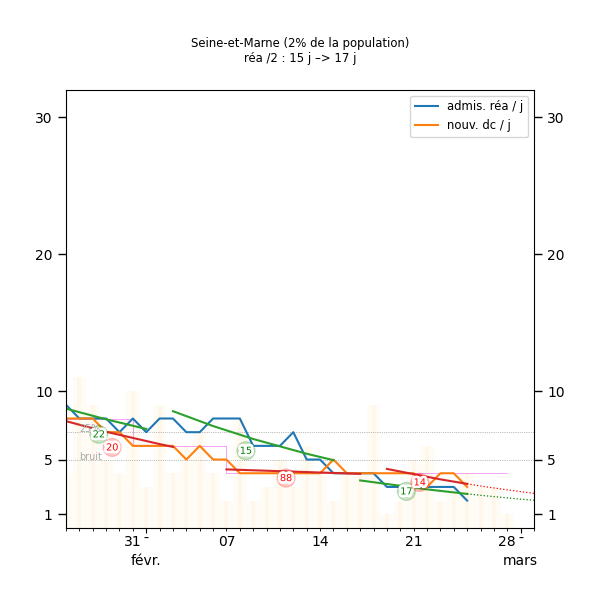 Seine-et-Marne (2% de la population)
réa /2 : 15 j –> 17 j
admis. réa / j
nouv. dc / j
30 30
20 20
10 10
22 20 15
bruit
5 5
88 17 14
1 1
31 - 07 14 21 28 -
févr. mars